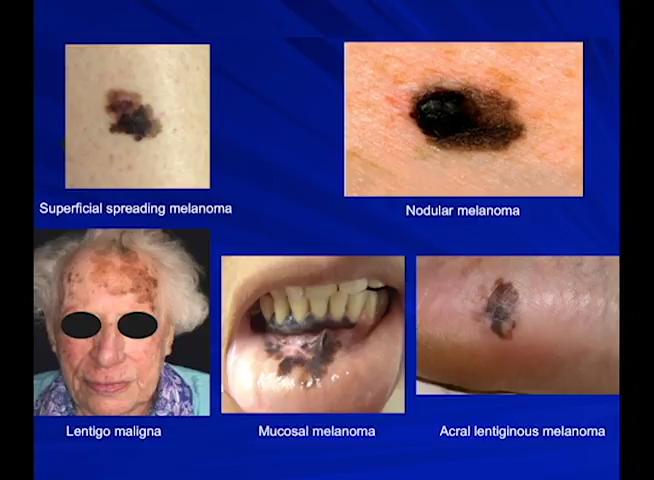 Superficial spreading melanoma
Nodular melanoma
Lentigo maligna
Mucosal melanoma
Acral lentiginous melanoma